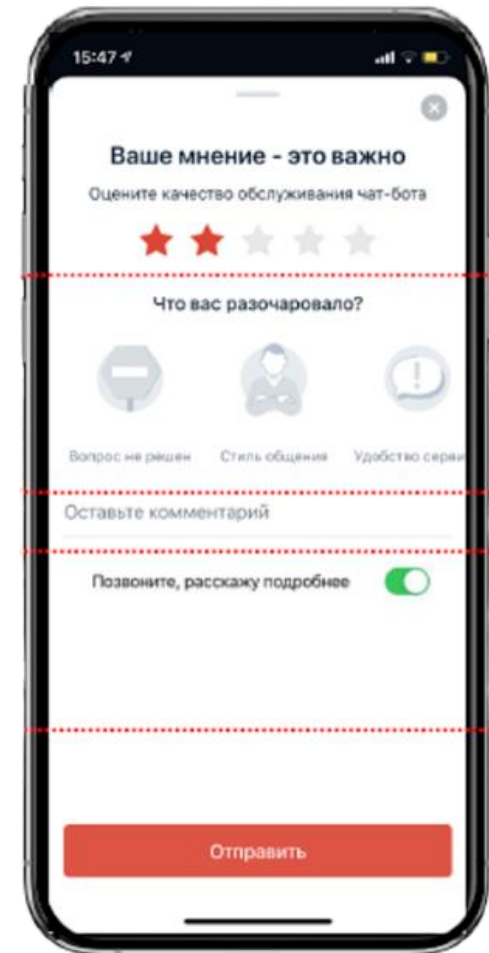 15:47
Ваше мнение - это важно
Оцените качество обслуживания чат-бота
Что вас разочаровало?
Вопрос не решен Стиль общения Удобство серви
Оставьте комментарий
Позвоните, расскажу подробнее
Отправить